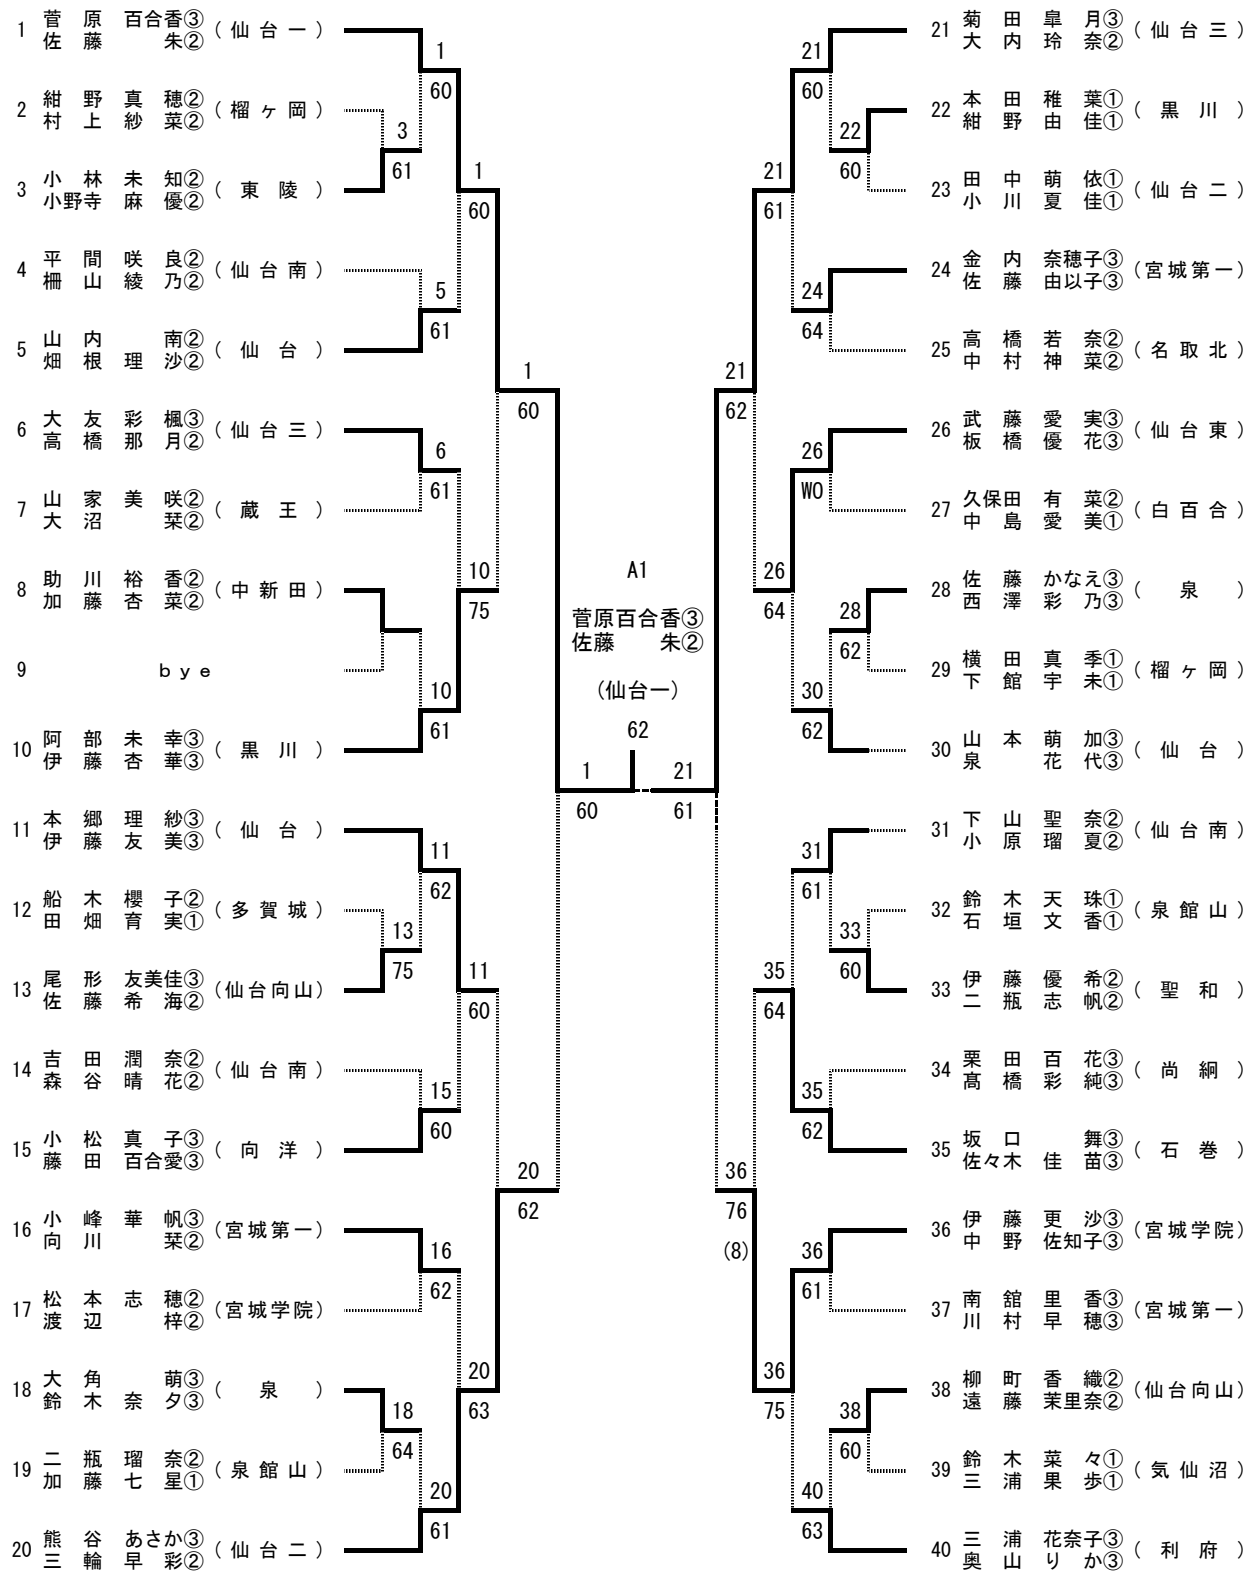 1 菅原 百合香③ (仙台一)
佐藤 朱②
2 紺野真穂② (榴ヶ岡)
村上紗菜②
3 小林未知② (東陵)
小野寺麻優②
4 平間咲良② (仙台南)
柵山綾乃②
5 山内 南② (仙台)
畑根理沙②
6 大友彩楓③ (仙台三)
高橋那月②
7 山家美咲② (蔵王)
大沼 栞②
8 助川裕香② (中新田)
加藤杏菜②
9 bye
10 阿部未幸③ (黒川)
伊藤杏華③
11 本郷理紗③ (仙台)
伊藤友美③
12 船木櫻子② (多賀城)
田畑育実①
13 尾形友美佳③ (仙台向山)
佐藤希海②
14 吉田潤奈② (仙台南)
森谷晴花②
15 小松真子③ (向洋)
藤田百合愛③
16 小峰華帆③ (宮城第一)
向川 栞②
17 松本志穂② (宮城学院)
渡辺 梓②
18 大角 萌③ (泉)
鈴木奈夕③
19 二瓶瑠奈② (泉館山)
加藤七星①
20 熊谷あさか③ (仙台二)
三輪早彩②
1
60
3
61
5
61
6
61
10
61
11
62
13
75
15
60
16
62
18
64
20
61
1
60
10
75
11
60
20
63
1
60
20
62
A1
菅原百合香③
佐藤 朱②
(仙台一)
62
1
60
21
61
21
62
36
76
(8)
21
61
26
64
35
64
36
75
21
60
22
60
24
64
26
W0
28
62
30
62
31
61
33
60
35
62
36
61
38
60
40
63
21 菊田皐月③ (仙台三)
大内玲奈②
22 本田稚葉① (黒川)
紺野由佳①
23 田中萌依① (仙台二)
小川夏佳①
24 金内奈穂子③ (宮城第一)
佐藤由以子③
25 高橋若奈② (名取北)
中村神菜②
26 武藤愛実③ (仙台東)
板橋優花③
27 久保田有菜② (白百合)
中島愛美①
28 佐藤かなえ③ (泉)
西澤彩乃③
29 横田真季① (榴ヶ岡)
下館宇未①
30 山本萌加③ (仙台)
泉 花代③
31 下山聖奈② (仙台南)
小原瑠夏②
32 鈴木天珠① (泉館山)
石垣文香①
33 伊藤優希② (聖和)
二瓶志帆②
34 栗田百花③ (尚絅)
髙橋彩純③
35 坂口 舞③ (石巻)
佐々木佳苗③
36 伊藤更沙③ (宮城学院)
中野佐知子③
37 南舘里香③ (宮城第一)
川村早穂③
38 柳町香織② (仙台向山)
遠藤茉里奈②
39 鈴木菜々① (気仙沼)
三浦果歩①
40 三浦花奈子③ (利府)
奥山りか③